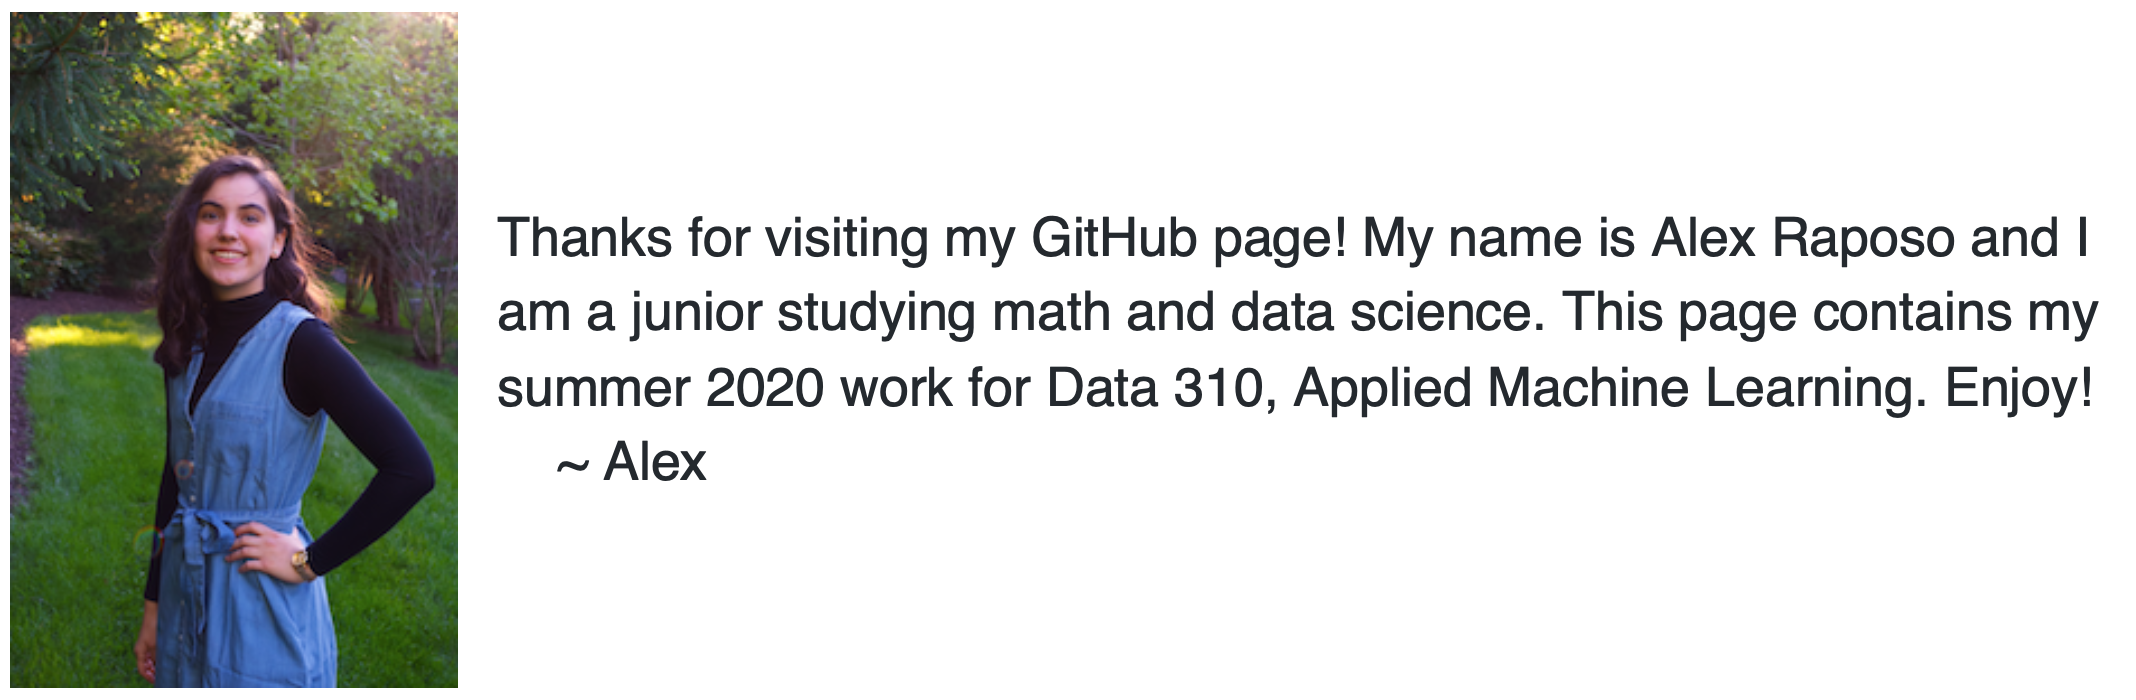 Thanks for visiting my GitHub page! My name is Alex Raposo and I
am a junior studying math and data science. This page contains my
summer 2020 work for Data 310, Applied Machine Learning. Enjoy!
~ Alex